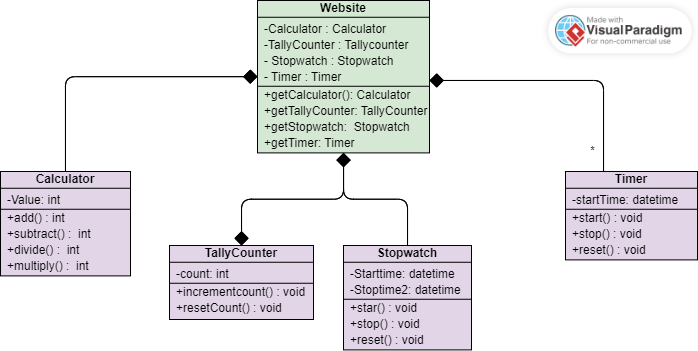 Website
-Calculator : Calculator
-TallyCounter : Tallycounter
- Stopwatch : Stopwatch
- Timer : Timer
+getCalculator(): Calculator
+getTallyCounter: TallyCounter
+getStopwatch:  Stopwatch
+getTimer: Timer
Made with
VisualParadigm
For non-commercial use
*
Calculator
-Value: int
+add() : int
+subtract() :  int
+divide() :  int
+multiply() :  int
TallyCounter
-count: int
+incrementcount() : void
+resetCount() : void
Stopwatch
-Starttime: datetime
-Stoptime2: datetime
+star() : void
+stop() : void
+reset() : void
Timer
-startTime: datetime
+start() : void
+stop() : void
+reset() : void